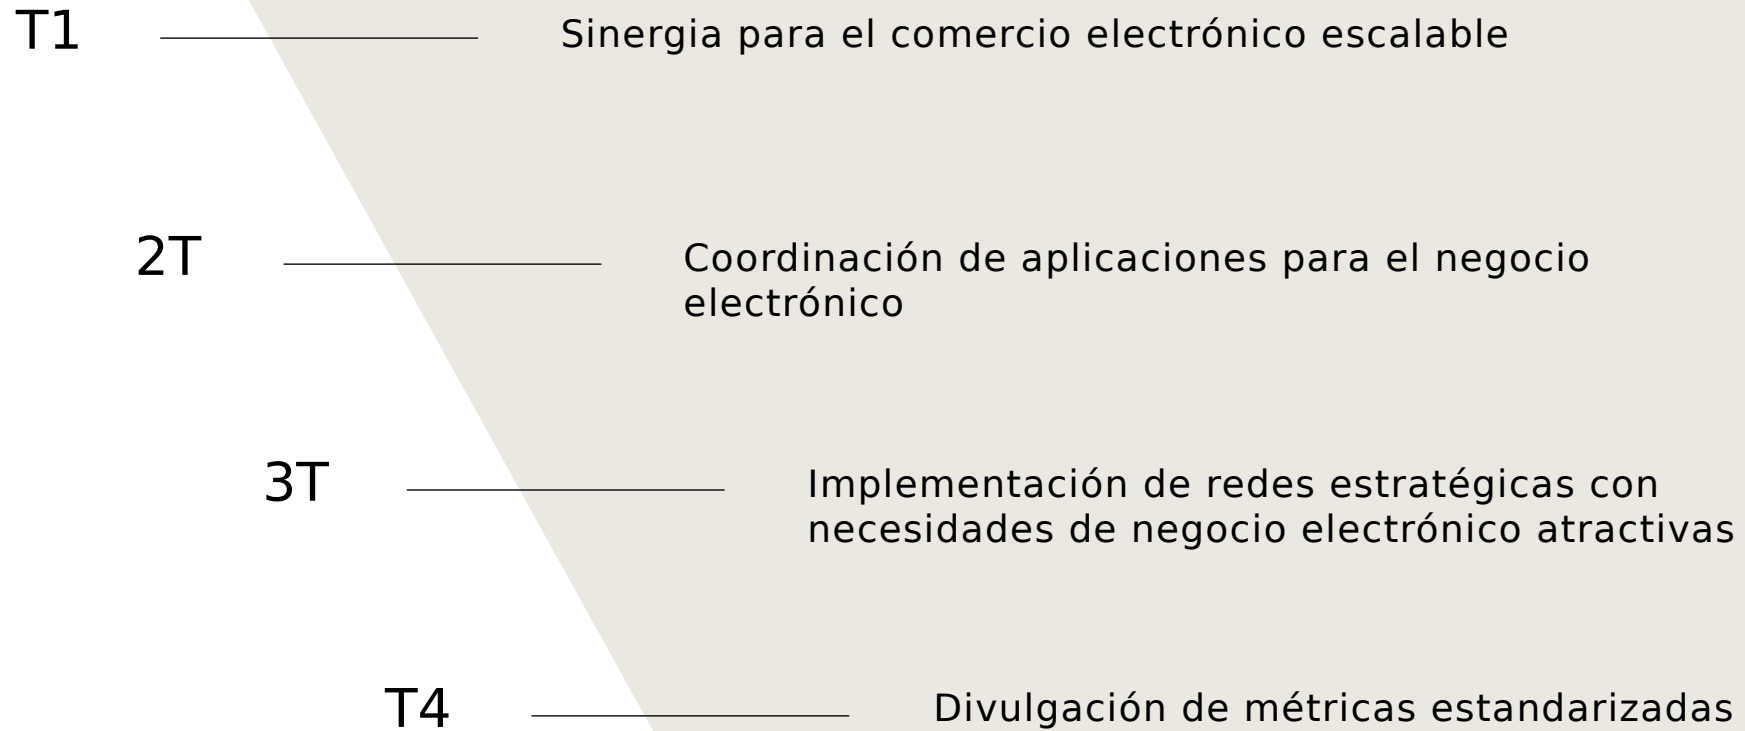 T1
Sinergia para el comercio electrónico escalable
2T
Coordinación de aplicaciones para el negocio
electrónico
3T
Implementación de redes estratégicas con
necesidades de negocio electrónico atractivas
T4
Divulgación de métricas estandarizadas